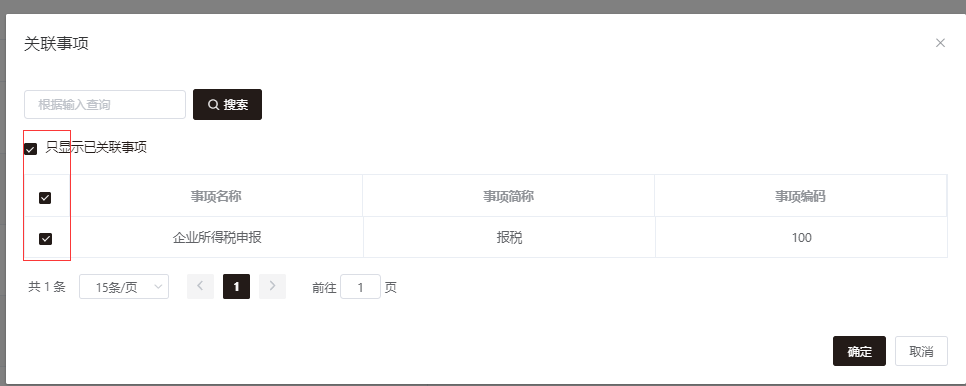 关联事项
根据输入查询 搜索
只显示已关联事项
事项名称 事项简称 事项编码
企业所得税申报 报税 100
共 1 条 15条/页 1 前往 1 页
确定 取消